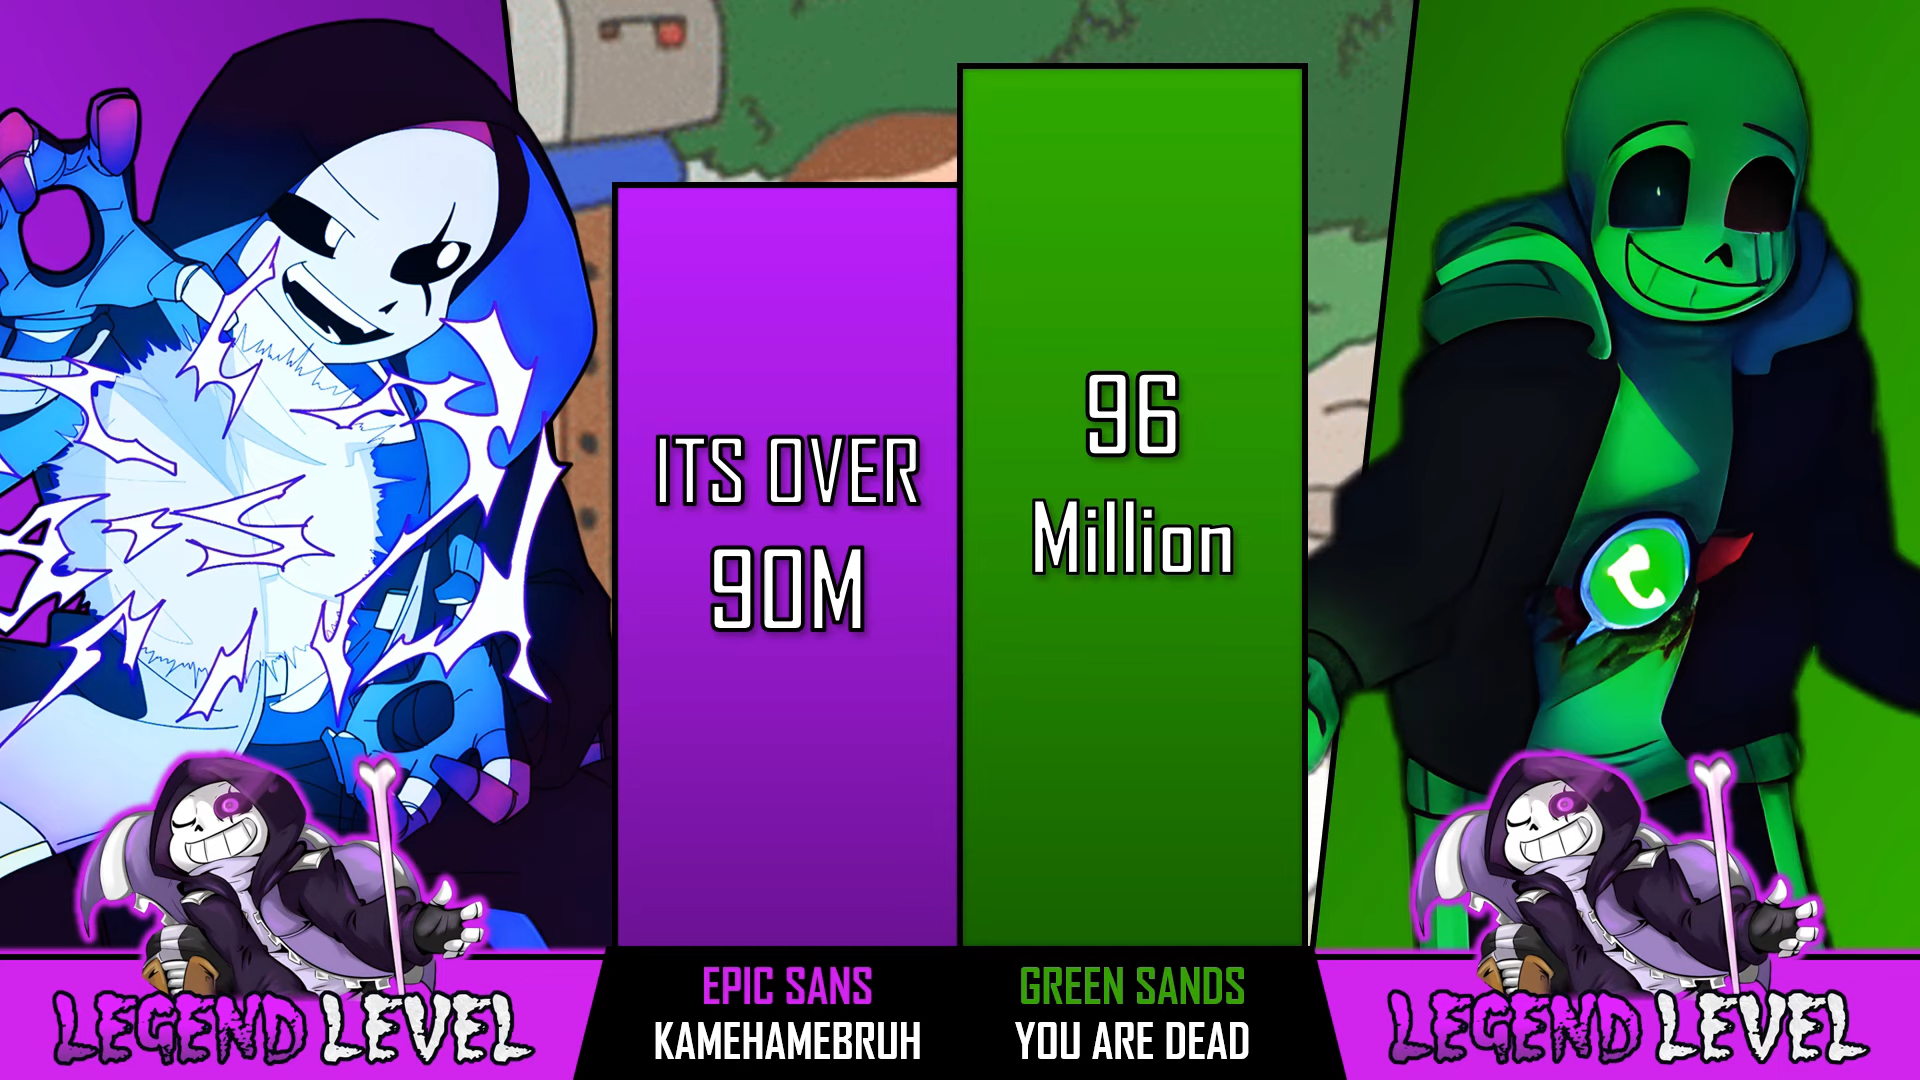 ITS OVER
90M
96
Million
EPIC SANS
KAMEHAMEBRUH
GREEN SANDS
YOU ARE DEAD
LEGEND LEVEL
LEGEND LEVEL